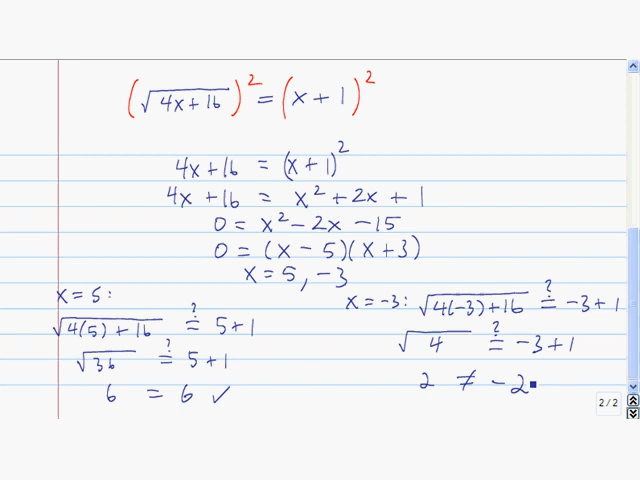 (√4x+16)² = (x+1)²
4x+16 = (x+1)²
4x+16 = x²+2x+1
0 = x²-2x-15
0 = (x-5)(x+3)
x = 5, -3
x = 5:
√4(5)+16 ≟ 5+1
√36 ≟ 5+1
6 = 6 ✓
x = -3: √4(-3)+16 ≟ -3+1
√4 ≟ -3+1
2 ≠ -2
2/2